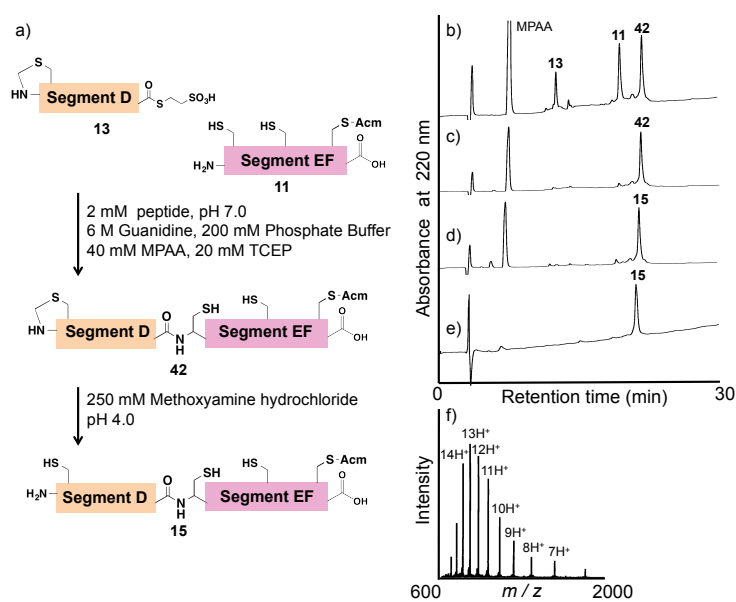 a)
S
HN
Segment D
O
S
SO₃H
13
HS
HS
S-Acm
O
H₂N
Segment EF
OH
11
2 mM peptide, pH 7.0
6 M Guanidine, 200 mM Phosphate Buffer
40 mM MPAA, 20 mM TCEP
S
HN
Segment D
O
N
H
SH
HS
S-Acm
Segment EF
O
OH
42
250 mM Methoxyamine hydrochloride
pH 4.0
HS
H₂N
Segment D
O
N
H
SH
HS
S-Acm
Segment EF
O
OH
15
b)
MPAA
13
11
42
c)
42
d)
15
e)
15
Absorbance at 220 nm
0
Retention time (min)
30
f)
14H⁺
13H⁺
12H⁺
11H⁺
10H⁺
9H⁺
8H⁺
7H⁺
Intensity
600
m / z
2000